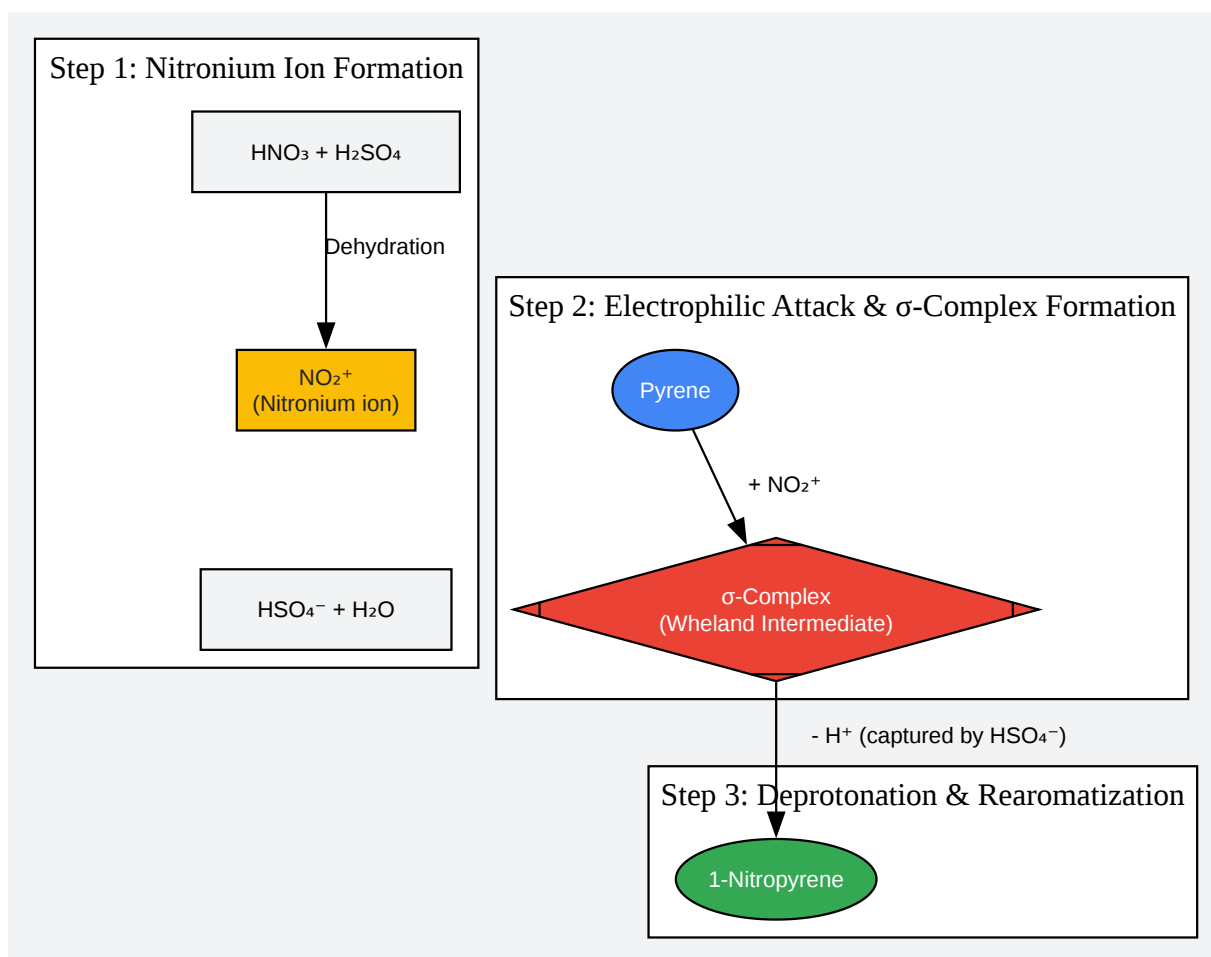 Step 1: Nitronium Ion Formation
HNO₃ + H₂SO₄
Dehydration
NO₂⁺
(Nitronium ion)
HSO₄⁻ + H₂O
Step 2: Electrophilic Attack & σ-Complex Formation
Pyrene
+ NO₂⁺
σ-Complex
(Wheland Intermediate)
- H⁺ (captured by HSO₄⁻)
Step 3: Deprotonation & Rearomatization
1-Nitropyrene